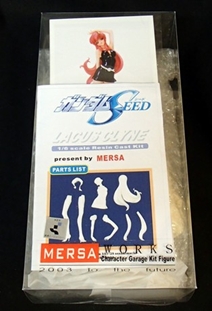 ガンダム SEED
LACUS CLYNE
1/6 scale Resin Cast Kit
present by MERSA
PARTS LIST
MERSA WORKS
Character Garage Kit Figure
2003 to the future